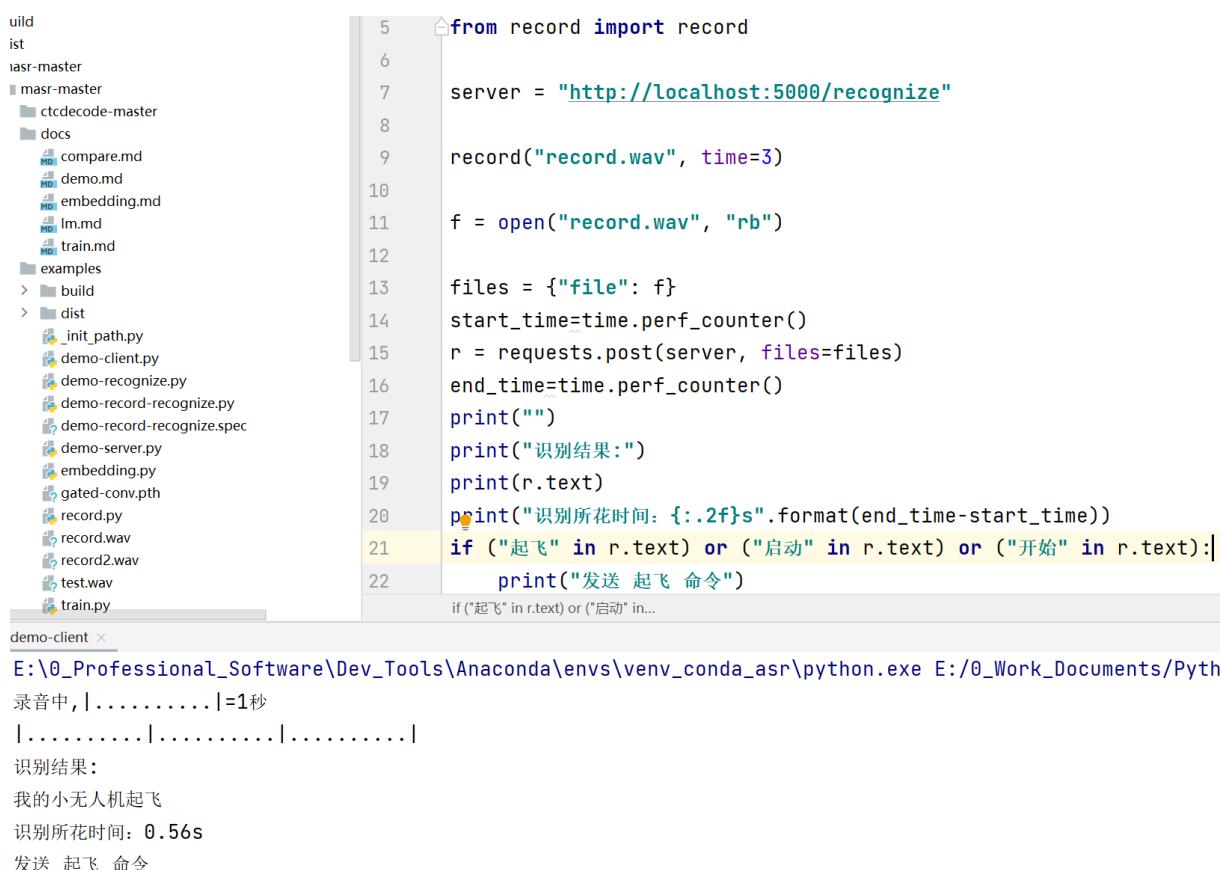 uild
ist
masr-master
masr-master
ctcdecode-master
docs
compare.md
demo.md
embedding.md
lm.md
train.md
examples
build
dist
_init_path.py
demo-client.py
demo-recognize.py
demo-record-recognize.py
demo-record-recognize.spec
demo-server.py
embedding.py
gated-conv.pth
record.py
record.wav
record2.wav
test.wav
train.py
5 from record import record
6
7 server = "http://localhost:5000/recognize"
8
9 record("record.wav", time=3)
10
11 f = open("record.wav", "rb")
12
13 files = {"file": f}
14 start_time=time.perf_counter()
15 r = requests.post(server, files=files)
16 end_time=time.perf_counter()
17 print("")
18 print("识别结果:")
19 print(r.text)
20 print("识别所花时间：{:.2f}s".format(end_time-start_time))
21 if ("起飞" in r.text) or ("启动" in r.text) or ("开始" in r.text):
22 print("发送 起飞 命令")
if ("起飞" in r.text) or ("启动" in...
demo-client ×
E:\0_Professional_Software\Dev_Tools\Anaconda\envs\venv_conda_asr\python.exe E:/0_Work_Documents/Pyth
录音中,|..........|=1秒
|..........|..........|..........|
识别结果:
我的小无人机起飞
识别所花时间：0.56s
发送 起飞 命令